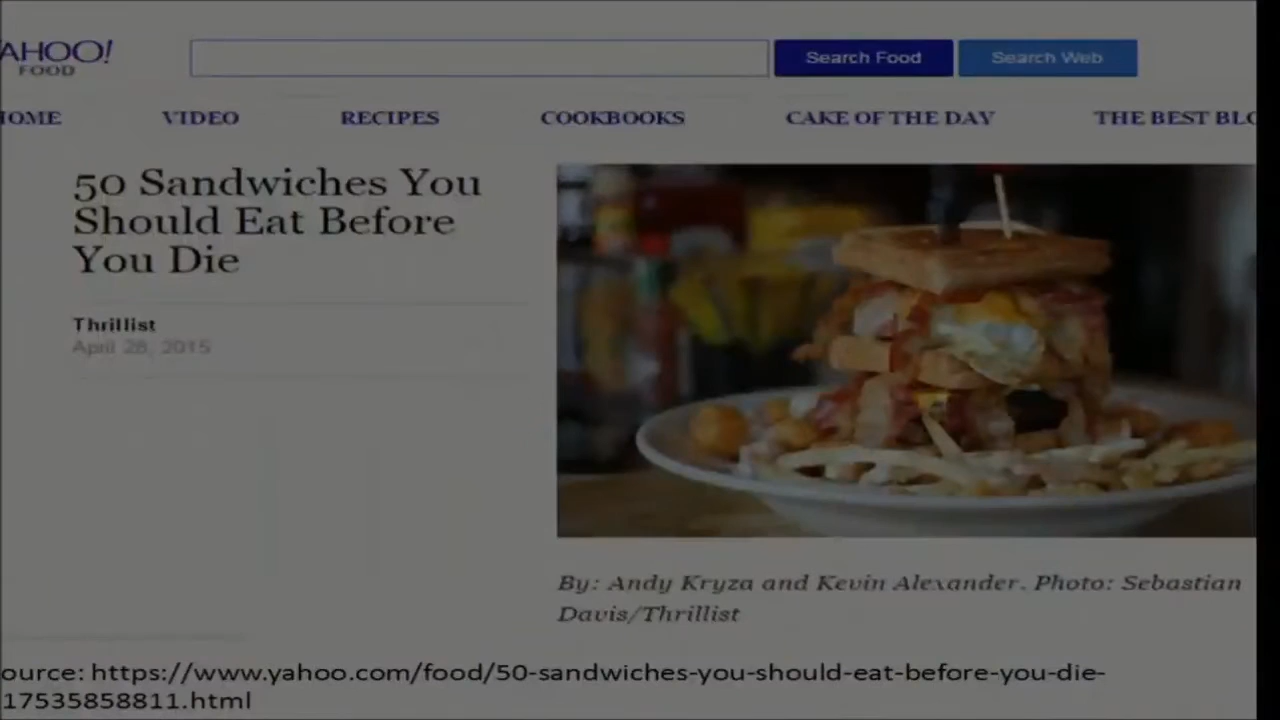 AHOO!
FOOD
Search Food
Search Web
HOME VIDEO RECIPES COOKBOOKS CAKE OF THE DAY THE BEST BLO
50 Sandwiches You
Should Eat Before
You Die
Thrillist
April 28, 2015
By: Andy Kryza and Kevin Alexander. Photo: Sebastian
Davis/Thrillist
ource: https://www.yahoo.com/food/50-sandwiches-you-should-eat-before-you-die-
17535858811.html